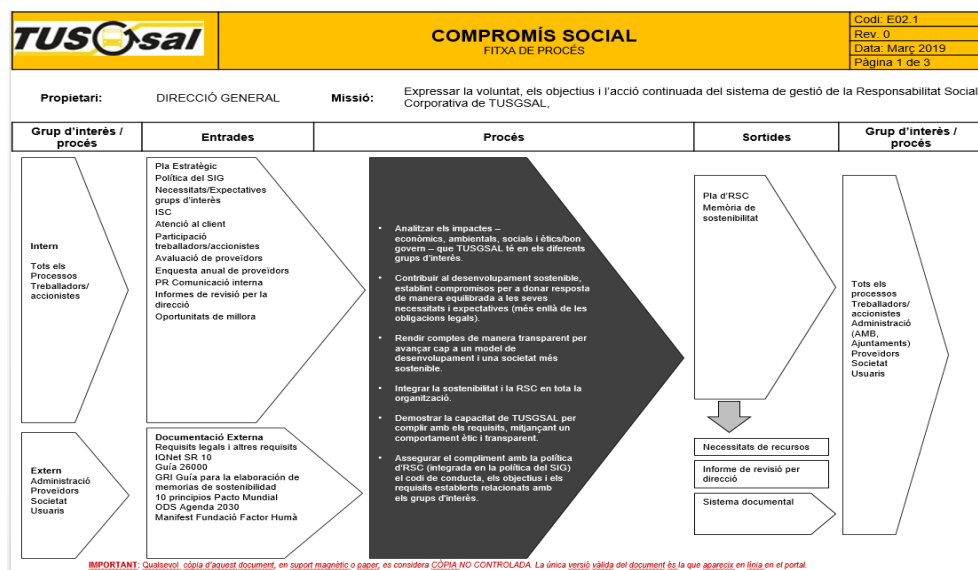 TUSGsal
COMPROMÍS SOCIAL
FITXA DE PROCÉS
Codi: E02.1
Rev. 0
Data: Març 2019
Pàgina 1 de 3
Propietari:
DIRECCIÓ GENERAL
Missió:
Expressar la voluntat, els objectius i l'acció continuada del sistema de gestió de la Responsabilitat Social
Corporativa de TUSGSAL,
Grup d'interès /
procés
Entrades
Procés
Sortides
Grup d'interès /
procés
Intern
Tots els
Processos
Treballadors/
accionistes
Extern
Administració
Proveïdors
Societat
Usuaris
Pla Estratègic
Política del SIG
Necessitats/Expectatives
grups d'interès
ISC
Atenció al client
Participació
treballadors/accionistes
Avaluació de proveïdors
Enquesta anual de proveïdors
PR Comunicació interna
Informes de revisió per la
direcció
Oportunitats de millora
Documentació Externa
Requisits legals i altres requisits
IQNet SR 10
Guía 26000
GRI Guía para la elaboración de
memorias de sostenibilidad
10 principios Pacto Mundial
ODS Agenda 2030
Manifest Fundació Factor Humà
• Analitzar els impactes –
econòmics, ambientals, socials i ètics/bon
govern – que TUSGSAL té en els diferents
grups d'interès.
• Contribuir al desenvolupament sostenible,
establint compromisos per a donar resposta
de manera equilibrada a les seves
necessitats i expectatives (més enllà de les
obligacions legals).
• Rendir comptes de manera transparent per
avançar cap a un model de
desenvolupament i una societat més
sostenible.
• Integrar la sostenibilitat i la RSC en tota la
organització.
• Demostrar la capacitat de TUSGSAL per
complir amb els requisits, mitjançant un
comportament ètic i transparent.
• Assegurar el compliment amb la política
d'RSC (integrada en la política del SIG)
el codi de conducta, els objectius i els
requisits establerts relacionats amb
els grups d'interès.
Pla d'RSC
Memòria de
sostenibilitat
Necessitats de recursos
Informe de revisió per
direcció
Sistema documental
Tots els
processos
Treballadors/
accionistes
Administració
(AMB,
Ajuntaments)
Proveïdors
Societat
Usuaris
IMPORTANT: Qualsevol còpia d'aquest document, en suport magnètic o paper, es considera CÒPIA NO CONTROLADA. La única versió vàlida del document és la que apareix en línia en el portal.